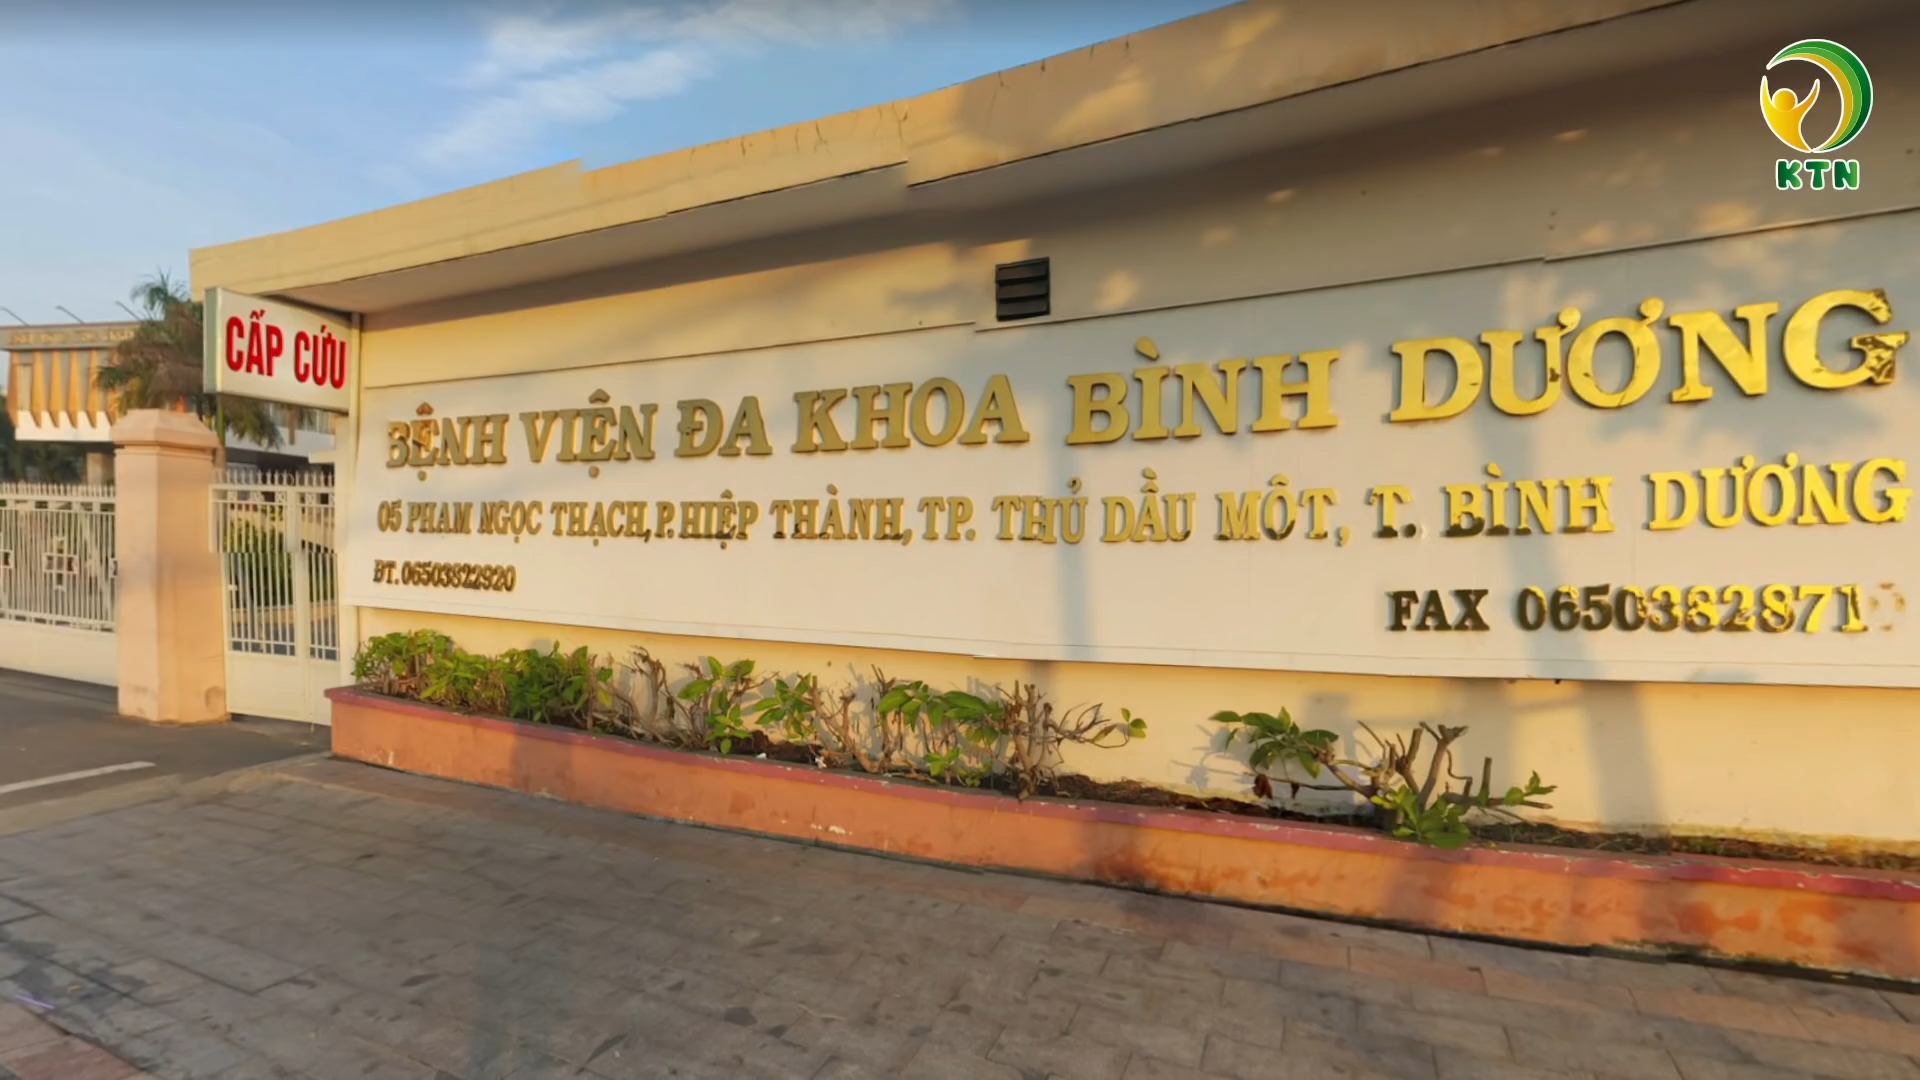 KTN
CẤP CỨU
BỆNH VIỆN ĐA KHOA BÌNH DƯƠNG
05 PHẠM NGỌC THẠCH, P. HIỆP THÀNH, TP. THỦ DẦU MỘT, T. BÌNH DƯƠNG
ĐT. 06503822920
FAX 0650382871